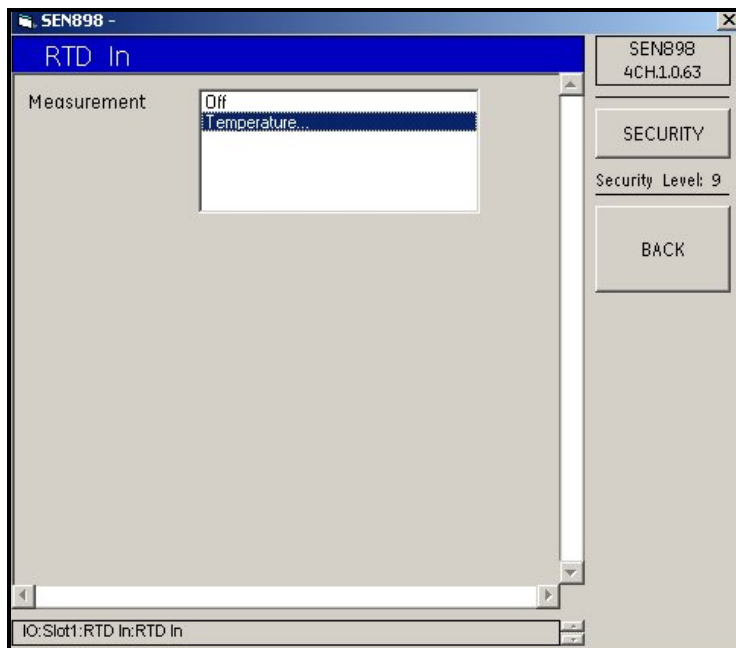 SEN898 -
RTD In
SEN898
4CH.1.0.63
Measurement
Off
Temperature...
SECURITY
Security Level: 9
BACK
IO:Slot1:RTD In:RTD In